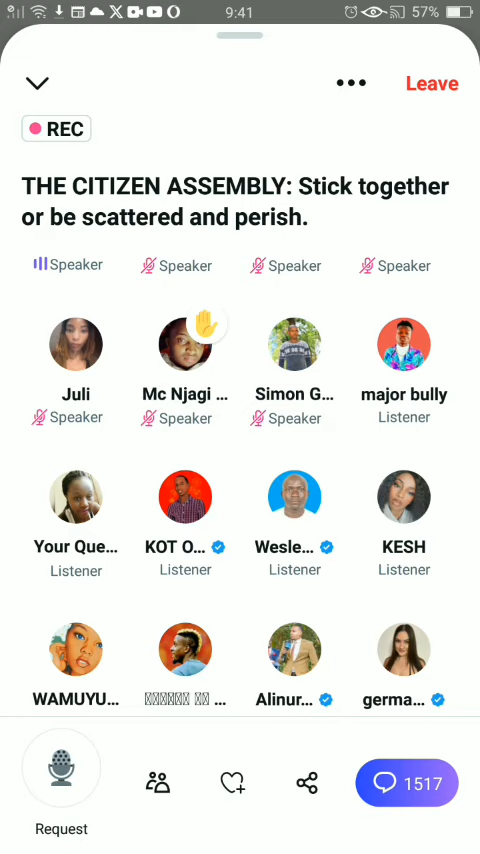 9:41
57%
Leave
REC
THE CITIZEN ASSEMBLY: Stick together
or be scattered and perish.
Speaker Speaker Speaker Speaker
Juli Mc Njagi ... Simon G... major bully
Speaker Speaker Speaker Listener
Your Que... KOT O... Wesle... KESH
Listener Listener Listener Listener
WAMUYU... ... Alinur... germa...
1517
Request